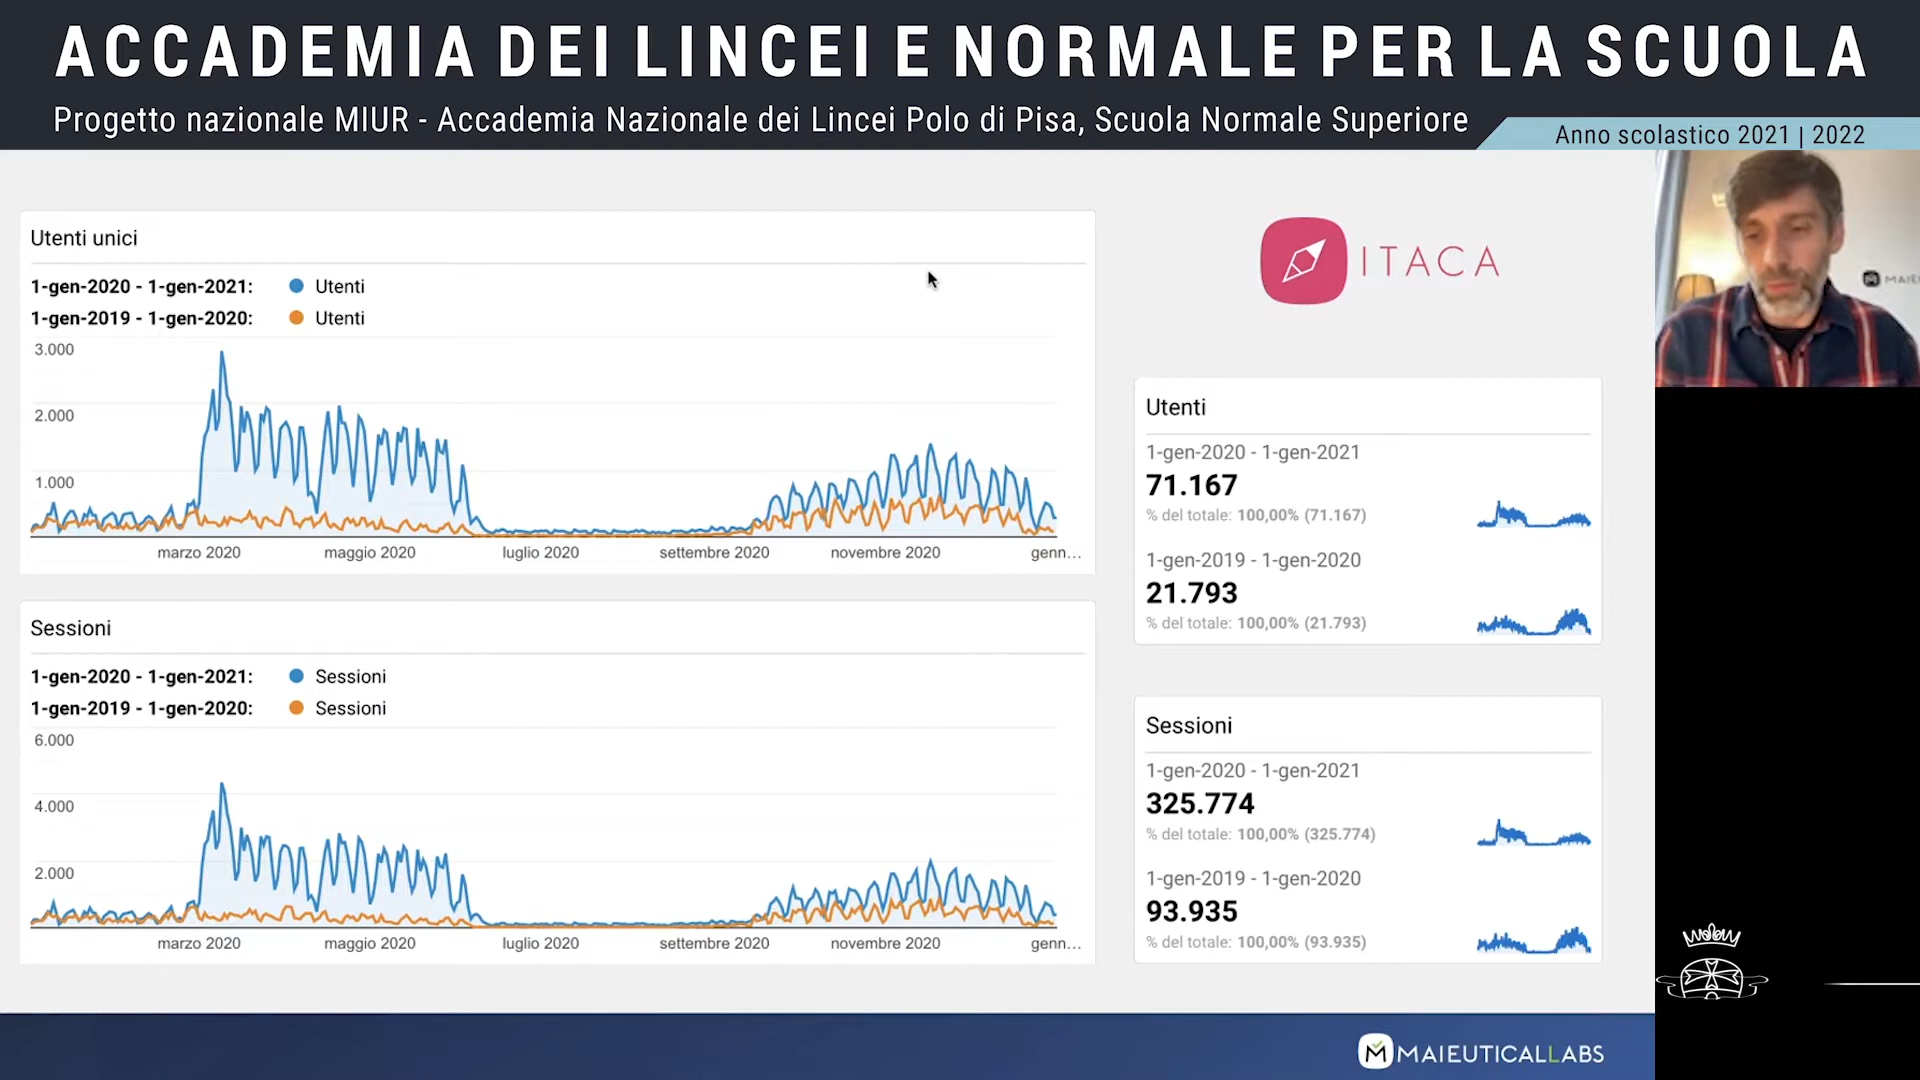 ACCADEMIA DEI LINCEI E NORMALE PER LA SCUOLA
Progetto nazionale MIUR - Accademia Nazionale dei Lincei Polo di Pisa, Scuola Normale Superiore
Anno scolastico 2021 | 2022
Utenti unici
1-gen-2020 - 1-gen-2021: Utenti
1-gen-2019 - 1-gen-2020: Utenti
3.000
2.000
1.000
marzo 2020 maggio 2020 luglio 2020 settembre 2020 novembre 2020 genn…
Sessioni
1-gen-2020 - 1-gen-2021: Sessioni
1-gen-2019 - 1-gen-2020: Sessioni
6.000
4.000
2.000
marzo 2020 maggio 2020 luglio 2020 settembre 2020 novembre 2020 genn…
ITACA
Utenti
1-gen-2020 - 1-gen-2021
71.167
% del totale: 100,00% (71.167)
1-gen-2019 - 1-gen-2020
21.793
% del totale: 100,00% (21.793)
Sessioni
1-gen-2020 - 1-gen-2021
325.774
% del totale: 100,00% (325.774)
1-gen-2019 - 1-gen-2020
93.935
% del totale: 100,00% (93.935)
MAIEUTICALLABS